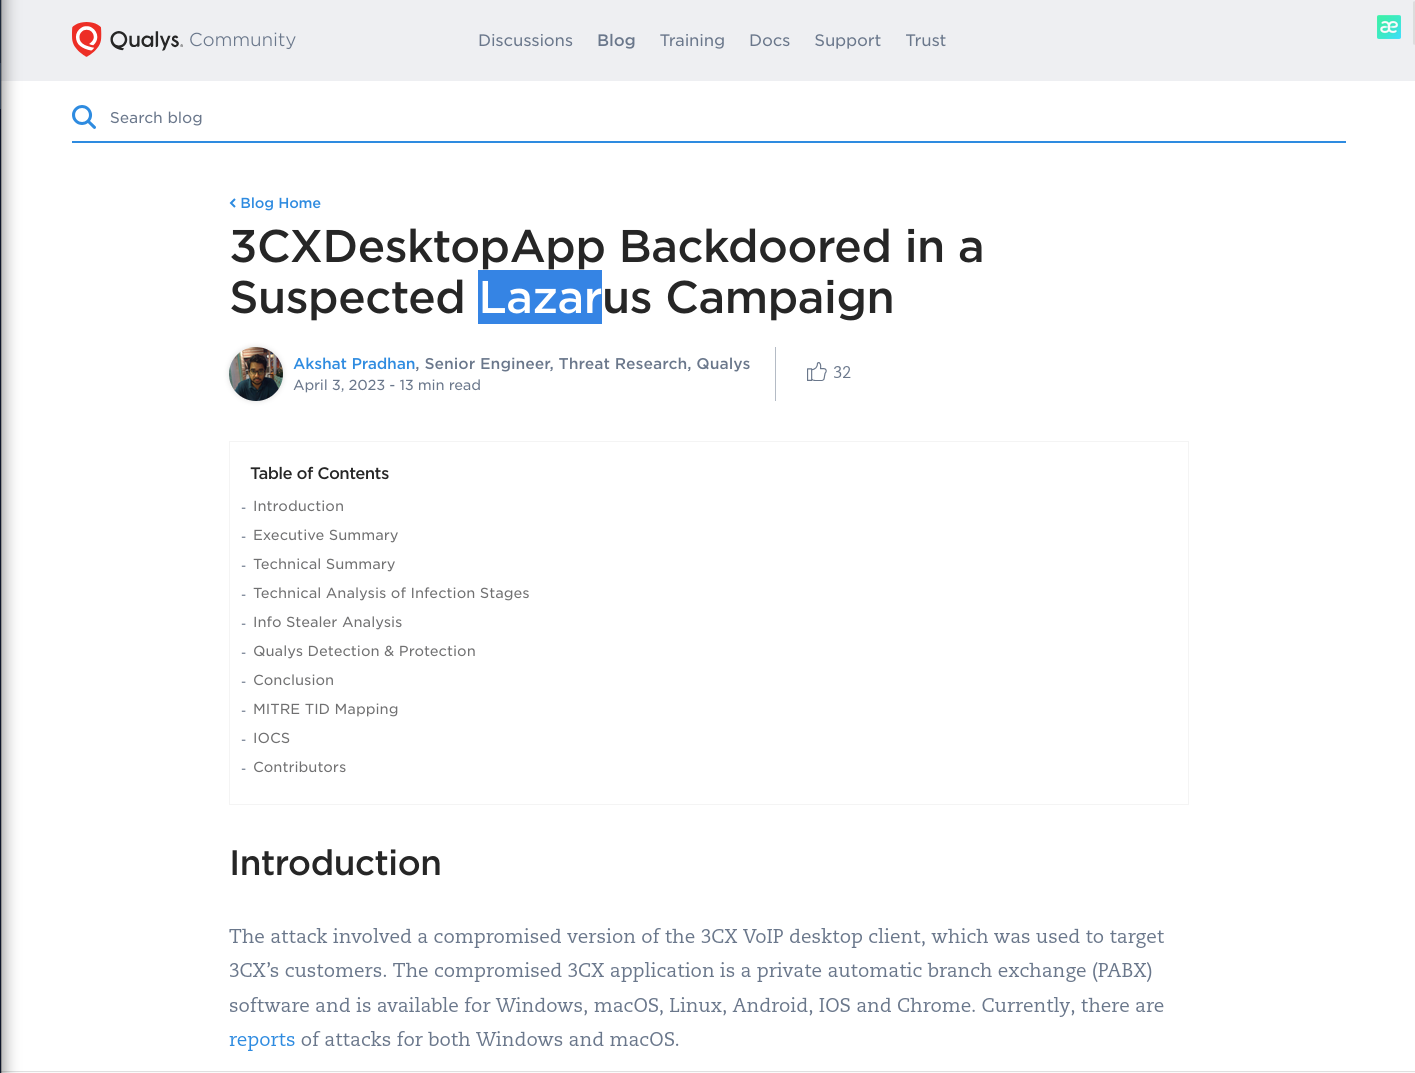 Qualys. Community
Discussions Blog Training Docs Support Trust
æ
Search blog
Blog Home
3CXDesktopApp Backdoored in a
Suspected Lazarus Campaign
Akshat Pradhan, Senior Engineer, Threat Research, Qualys
April 3, 2023 - 13 min read
32
Table of Contents
- Introduction
- Executive Summary
- Technical Summary
- Technical Analysis of Infection Stages
- Info Stealer Analysis
- Qualys Detection & Protection
- Conclusion
- MITRE TID Mapping
- IOCS
- Contributors
Introduction
The attack involved a compromised version of the 3CX VoIP desktop client, which was used to target
3CX’s customers. The compromised 3CX application is a private automatic branch exchange (PABX)
software and is available for Windows, macOS, Linux, Android, IOS and Chrome. Currently, there are
reports of attacks for both Windows and macOS.